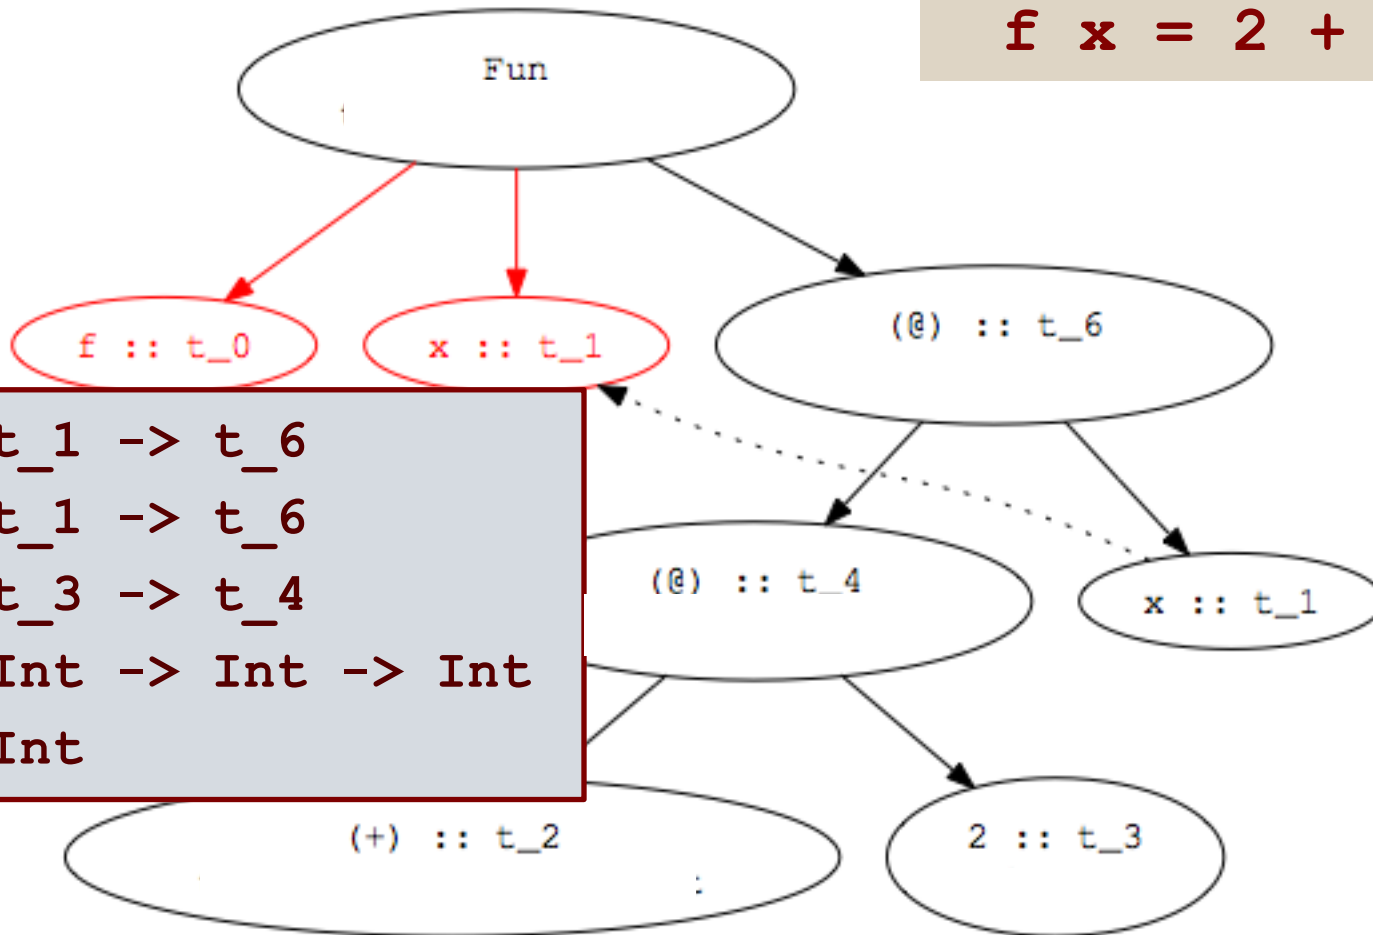 f x = 2 +
Fun
f :: t_0
x :: t_1
(@) :: t_6
t_1 -> t_6
t_1 -> t_6
t_3 -> t_4
Int -> Int -> Int
Int
(@) :: t_4
x :: t_1
(+) :: t_2
2 :: t_3